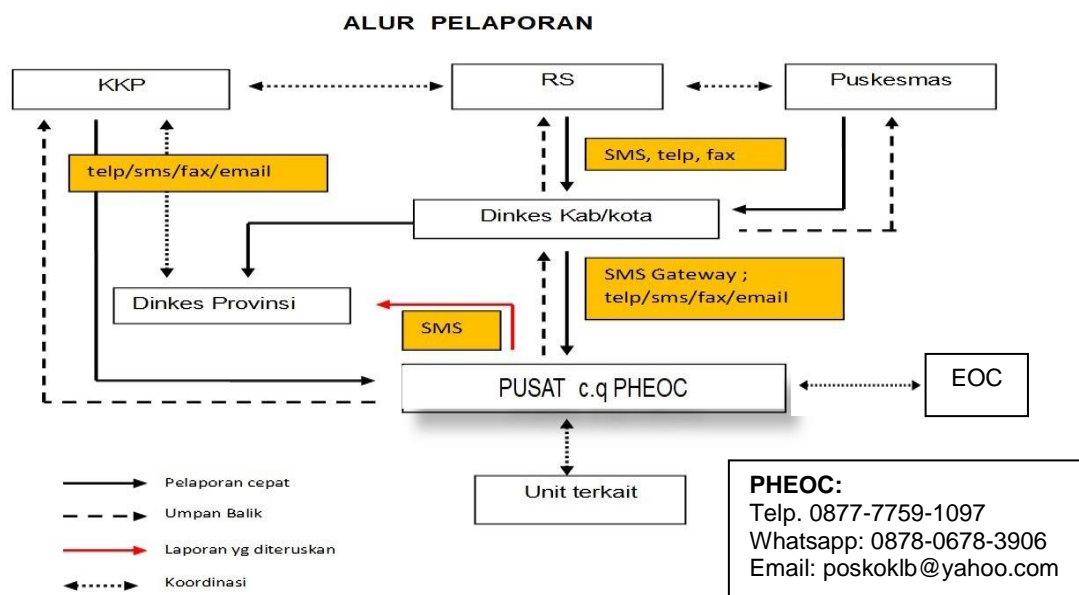 ALUR PELAPORAN
KKP
RS
Puskesmas
telp/sms/fax/email
SMS, telp, fax
Dinkes Kab/kota
SMS Gateway ;
telp/sms/fax/email
Dinkes Provinsi
SMS
PUSAT c.q PHEOC
EOC
Unit terkait
Pelaporan cepat
Umpan Balik
Laporan yg diteruskan
Koordinasi
PHEOC:
Telp. 0877-7759-1097
Whatsapp: 0878-0678-3906
Email: poskoklb@yahoo.com